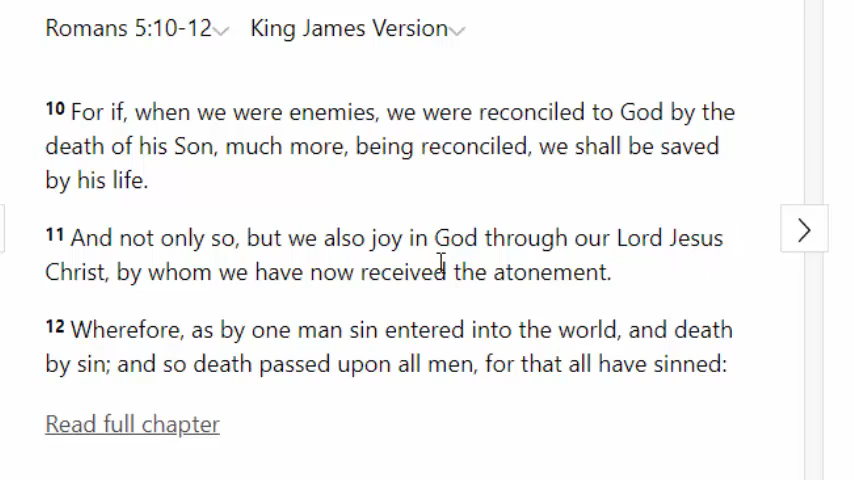 Romans 5:10-12 King James Version
10 For if, when we were enemies, we were reconciled to God by the
death of his Son, much more, being reconciled, we shall be saved
by his life.
11 And not only so, but we also joy in God through our Lord Jesus
Christ, by whom we have now received the atonement.
12 Wherefore, as by one man sin entered into the world, and death
by sin; and so death passed upon all men, for that all have sinned:
Read full chapter